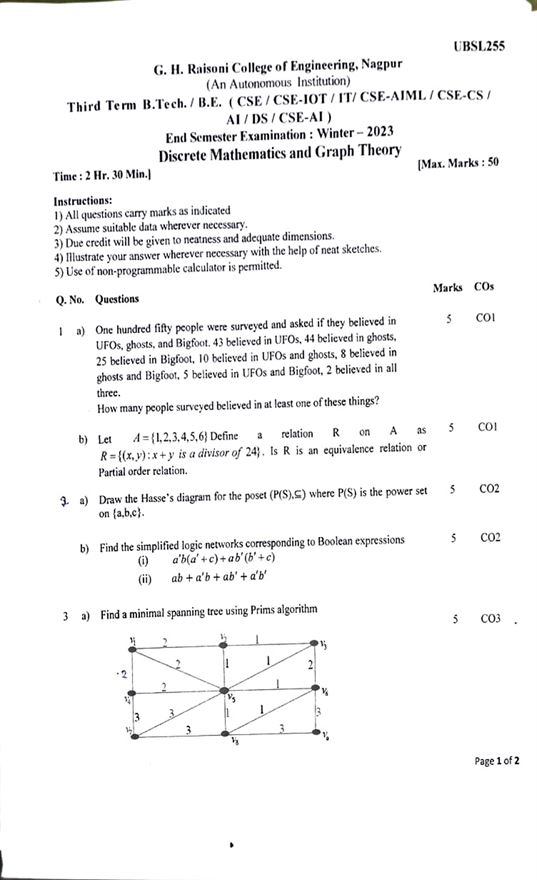 UBSL255
G. H. Raisoni College of Engineering, Nagpur
(An Autonomous Institution)
Third Term B.Tech. / B.E. ( CSE / CSE-IOT / IT/ CSE-AIML / CSE-CS /
AI / DS / CSE-AI )
End Semester Examination : Winter – 2023
Discrete Mathematics and Graph Theory
Time : 2 Hr. 30 Min.] [Max. Marks : 50
Instructions:
1) All questions carry marks as indicated
2) Assume suitable data wherever necessary.
3) Due credit will be given to neatness and adequate dimensions.
4) Illustrate your answer wherever necessary with the help of neat sketches.
5) Use of non-programmable calculator is permitted.
Q. No. Questions Marks COs
1 a) One hundred fifty people were surveyed and asked if they believed in 5 CO1
UFOs, ghosts, and Bigfoot. 43 believed in UFOs, 44 believed in ghosts,
25 believed in Bigfoot, 10 believed in UFOs and ghosts, 8 believed in
ghosts and Bigfoot, 5 believed in UFOs and Bigfoot, 2 believed in all
three.
How many people surveyed believed in at least one of these things?
b) Let A={1,2,3,4,5,6} Define a relation R on A as 5 CO1
R={(x,y):x+y is a divisor of 24}. Is R is an equivalence relation or
Partial order relation.
2. a) Draw the Hasse's diagram for the poset (P(S),⊆) where P(S) is the power set 5 CO2
on {a,b,c}.
b) Find the simplified logic networks corresponding to Boolean expressions 5 CO2
(i) a'b(a'+c)+ab'(b'+c)
(ii) ab+a'b+ab'+a'b'
3 a) Find a minimal spanning tree using Prims algorithm 5 CO3
2 1
V3
2 2 1 1 2
2 1
V4 V5 V6
3 3 1 1 3
3 3
V8
Page 1 of 2